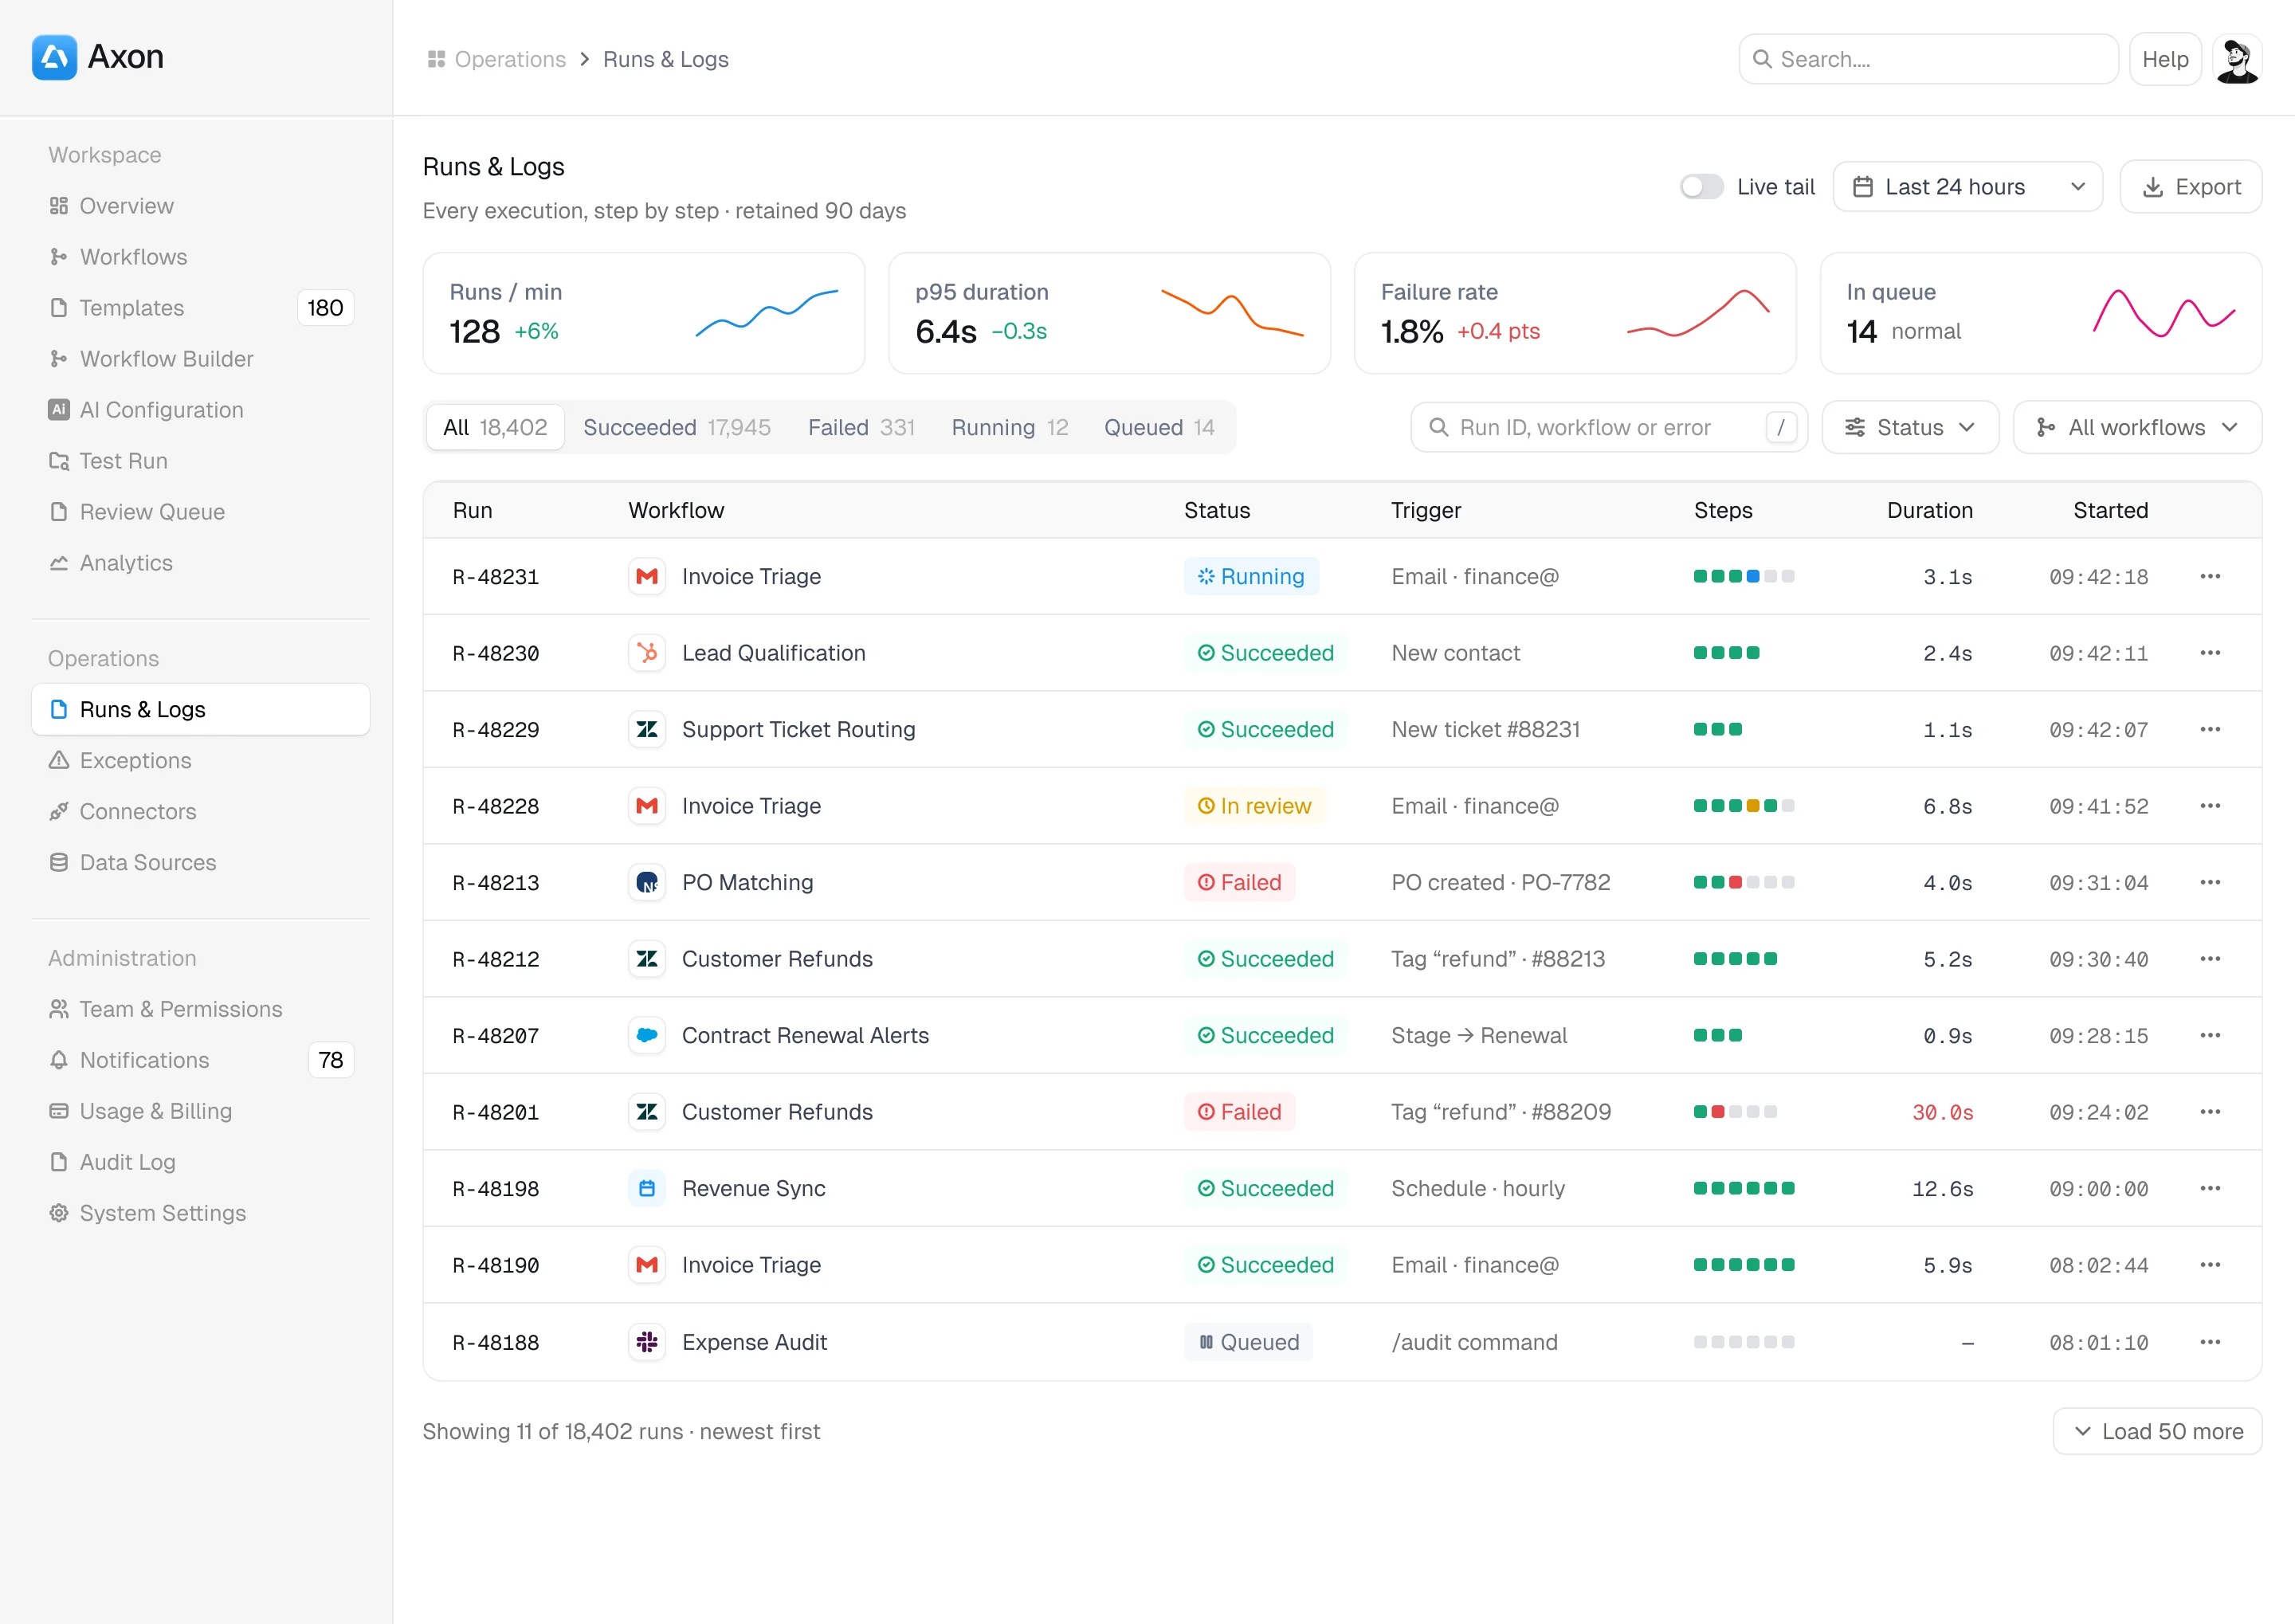 Axon
Operations > Runs & Logs
Search....
Help
Workspace
Overview
Workflows
Templates 180
Workflow Builder
Ai AI Configuration
Test Run
Review Queue
Analytics
Operations
Runs & Logs
Exceptions
Connectors
Data Sources
Administration
Team & Permissions
Notifications 78
Usage & Billing
Audit Log
System Settings
Runs & Logs
Every execution, step by step · retained 90 days
Live tail
Last 24 hours
Export
Runs / min
128 +6%
p95 duration
6.4s −0.3s
Failure rate
1.8% +0.4 pts
In queue
14 normal
All 18,402 Succeeded 17,945 Failed 331 Running 12 Queued 14
Run ID, workflow or error /
Status
All workflows
Run Workflow Status Trigger Steps Duration Started
R-48231 Invoice Triage Running Email · finance@ 3.1s 09:42:18
R-48230 Lead Qualification Succeeded New contact 2.4s 09:42:11
R-48229 Support Ticket Routing Succeeded New ticket #88231 1.1s 09:42:07
R-48228 Invoice Triage In review Email · finance@ 6.8s 09:41:52
R-48213 PO Matching Failed PO created · PO-7782 4.0s 09:31:04
R-48212 Customer Refunds Succeeded Tag “refund” · #88213 5.2s 09:30:40
R-48207 Contract Renewal Alerts Succeeded Stage → Renewal 0.9s 09:28:15
R-48201 Customer Refunds Failed Tag “refund” · #88209 30.0s 09:24:02
R-48198 Revenue Sync Succeeded Schedule · hourly 12.6s 09:00:00
R-48190 Invoice Triage Succeeded Email · finance@ 5.9s 08:02:44
R-48188 Expense Audit Queued /audit command – 08:01:10
Showing 11 of 18,402 runs · newest first
Load 50 more